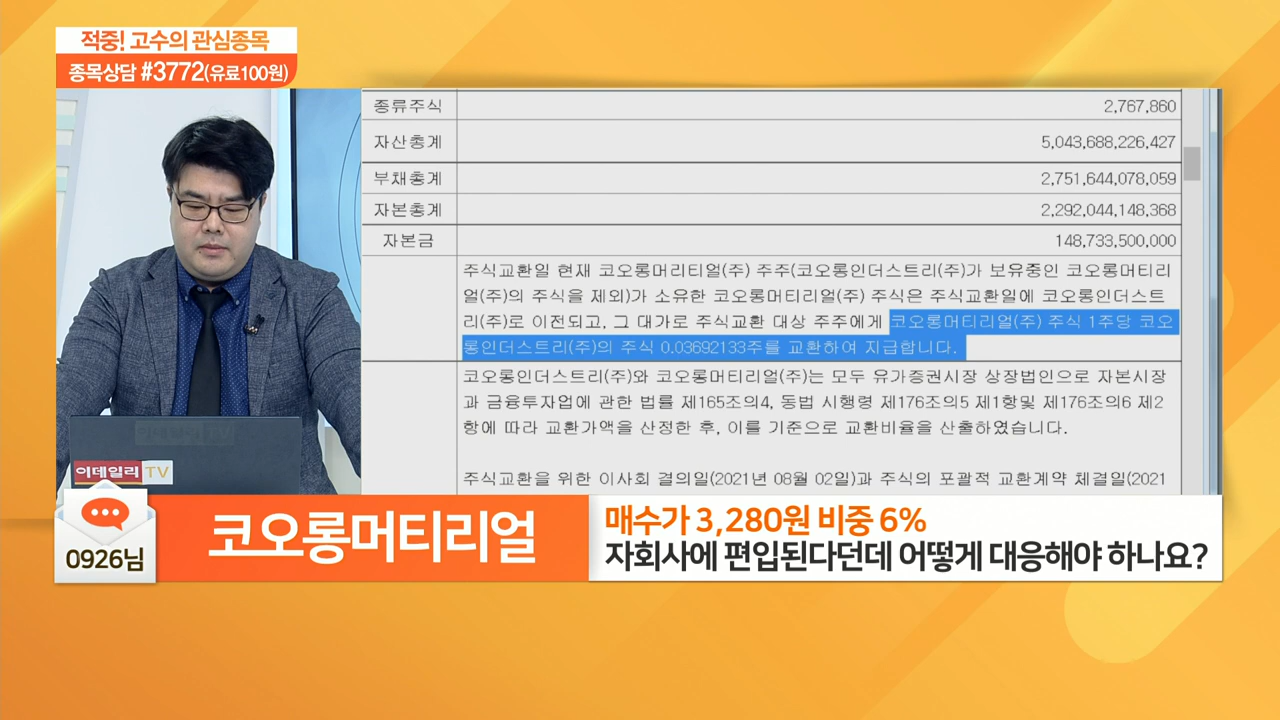 적중! 고수의 관심종목
종목상담 #3772(유료100원)
종류주식 2,767,860
자산총계 5,043,688,226,427
부채총계 2,751,644,078,059
자본총계 2,292,044,148,368
자본금 148,733,500,000
주식교환일 현재 코오롱머리티얼(주) 주주(코오롱인더스트리(주)가 보유중인 코오롱머티리
얼(주)의 주식을 제외)가 소유한 코오롱머티리얼(주) 주식은 주식교환일에 코오롱인더스트
리(주)로 이전되고, 그 대가로 주식교환 대상 주주에게 코오롱머티리얼(주) 주식 1주당 코오
롱인더스트리(주)의 주식 0.03692133주를 교환하여 지급합니다.
코오롱인더스트리(주)와 코오롱머티리얼(주)는 모두 유가증권시장 상장법인으로 자본시장
과 금융투자업에 관한 법률 제165조의4, 동법 시행령 제176조의5 제1항및 제176조의6 제2
항에 따라 교환가액을 산정한 후, 이를 기준으로 교환비율을 산출하였습니다.
주식교환을 위한 이사회 결의일(2021년 08월 02일)과 주식의 포괄적 교환계약 체결일(2021
이데일리 TV
이데일리 TV
0926님
코오롱머티리얼
매수가 3,280원 비중 6%
자회사에 편입된다던데 어떻게 대응해야 하나요?